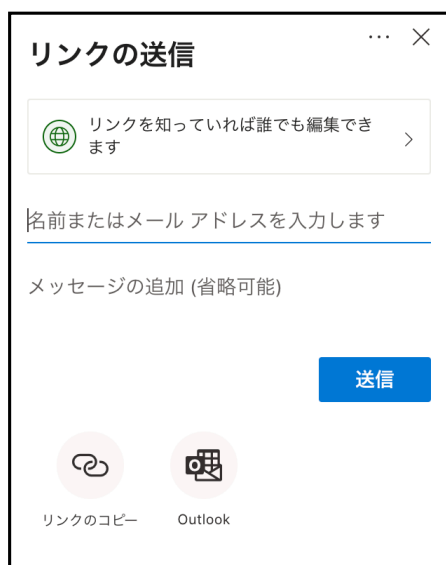 リンクの送信
リンクを知っていれば誰でも編集でき
ます
名前またはメール アドレスを入力します
メッセージの追加 (省略可能)
送信
リンクのコピー
Outlook